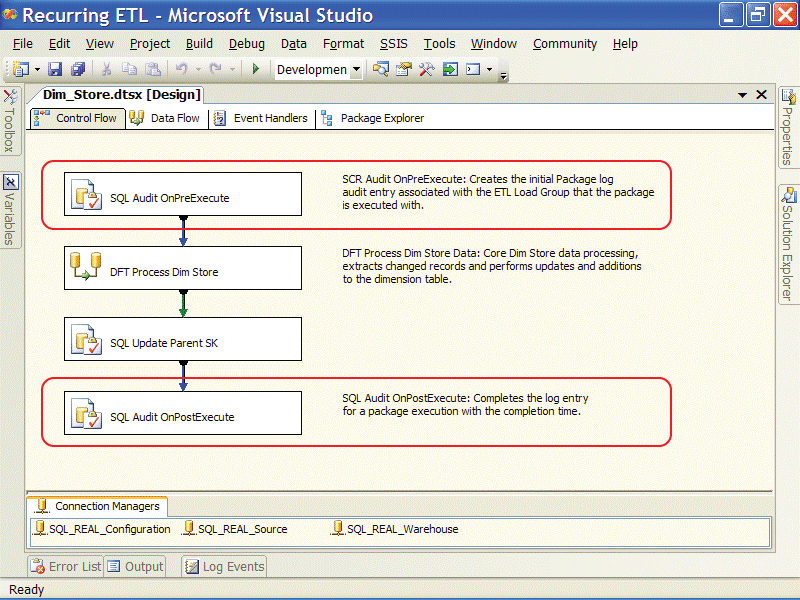 Recurring ETL - Microsoft Visual Studio
File Edit View Project Build Debug Data Format SSIS Tools Window Community Help
Developmen
Dim_Store.dtsx [Design]
Control Flow Data Flow Event Handlers Package Explorer
Toolbox
Variables
Properties
Solution Explorer
SQL Audit OnPreExecute
SCR Audit OnPreExecute: Creates the initial Package log
audit entry associated with the ETL Load Group that the package
is executed with.
DFT Process Dim Store
DFT Process Dim Store Data: Core Dim Store data processing,
extracts changed records and performs updates and additions
to the dimension table.
SQL Update Parent SK
SQL Audit OnPostExecute
SQL Audit OnPostExecute: Completes the log entry
for a package execution with the completion time.
Connection Managers
SQL_REAL_Configuration SQL_REAL_Source SQL_REAL_Warehouse
Error List Output Log Events
Ready